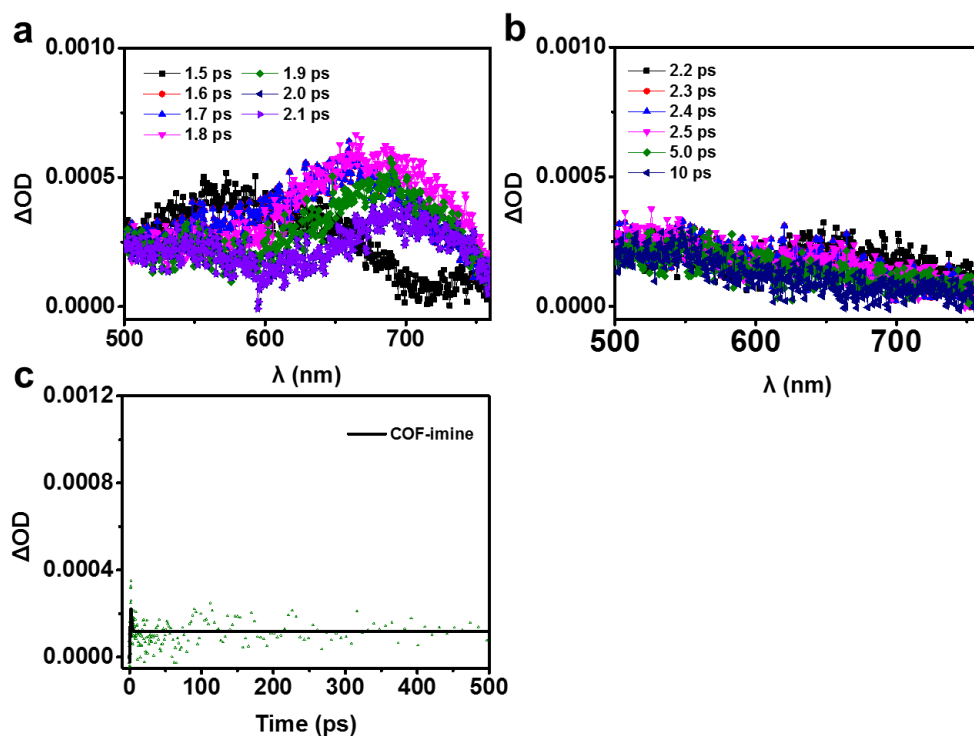 a
0.0010
0.0005
0.0000
ΔOD
1.5 ps
1.6 ps
1.7 ps
1.8 ps
1.9 ps
2.0 ps
2.1 ps
500
600
700
λ (nm)
b
0.0010
0.0005
0.0000
ΔOD
2.2 ps
2.3 ps
2.4 ps
2.5 ps
5.0 ps
10 ps
500
600
700
λ (nm)
c
0.0012
0.0008
0.0004
0.0000
ΔOD
COF-imine
0
100
200
300
400
500
Time (ps)